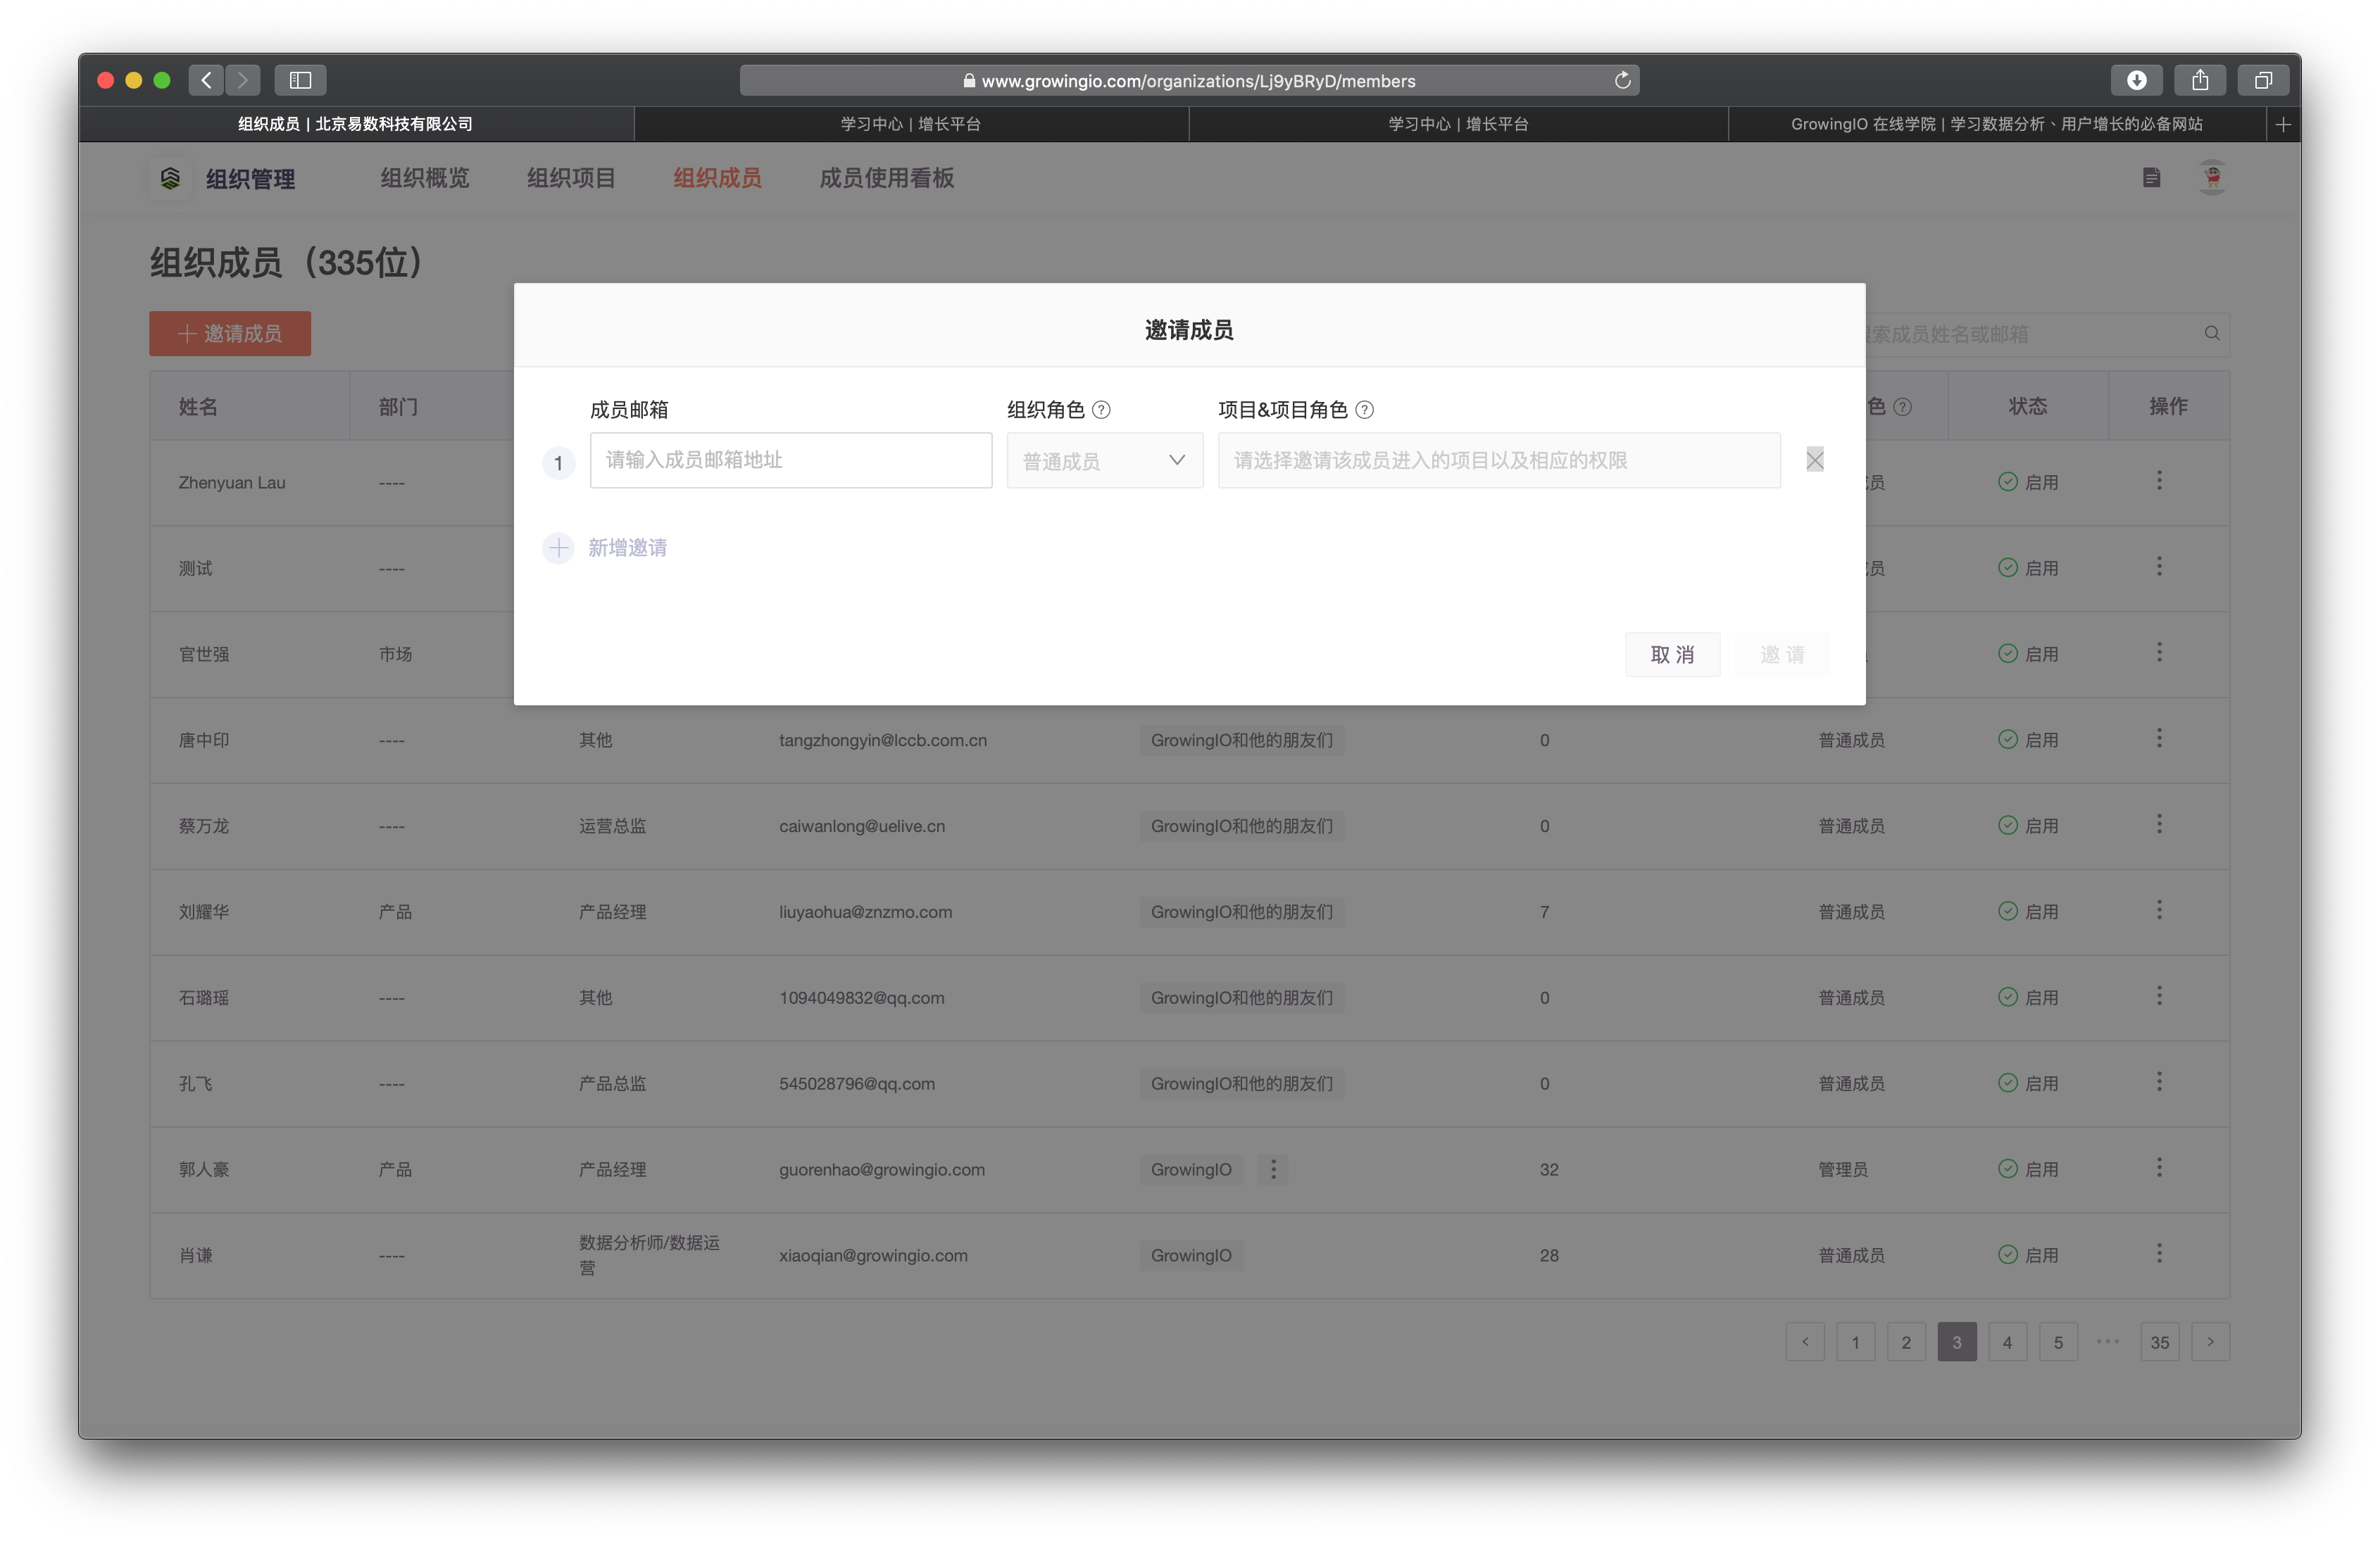 www.growingio.com/organizations/Lj9yBRyD/members
组织成员 | 北京易数科技有限公司
学习中心 | 增长平台
学习中心 | 增长平台
GrowingIO 在线学院 | 学习数据分析、用户增长的必备网站
组织管理 组织概览 组织项目 组织成员 成员使用看板
组织成员（335位）
邀请成员
索成员姓名或邮箱
邀请成员
成员邮箱 组织角色 ? 项目&项目角色 ?
1 请输入成员邮箱地址 普通成员 请选择邀请该成员进入的项目以及相应的权限
新增邀请
取 消 邀 请
姓名 部门 色 ? 状态 操作
Zhenyuan Lau ---- 员 启用
测试 ---- 员 启用
官世强 市场 启用
唐中印 ---- 其他 tangzhongyin@lccb.com.cn GrowingIO和他的朋友们 0 普通成员 启用
蔡万龙 ---- 运营总监 caiwanlong@uelive.cn GrowingIO和他的朋友们 0 普通成员 启用
刘耀华 产品 产品经理 liuyaohua@znzmo.com GrowingIO和他的朋友们 7 普通成员 启用
石璐瑶 ---- 其他 1094049832@qq.com GrowingIO和他的朋友们 0 普通成员 启用
孔飞 ---- 产品总监 545028796@qq.com GrowingIO和他的朋友们 0 普通成员 启用
郭人豪 产品 产品经理 guorenhao@growingio.com GrowingIO 32 管理员 启用
肖谦 ---- 数据分析师/数据运
营 xiaoqian@growingio.com GrowingIO 28 普通成员 启用
< 1 2 3 4 5 ••• 35 >